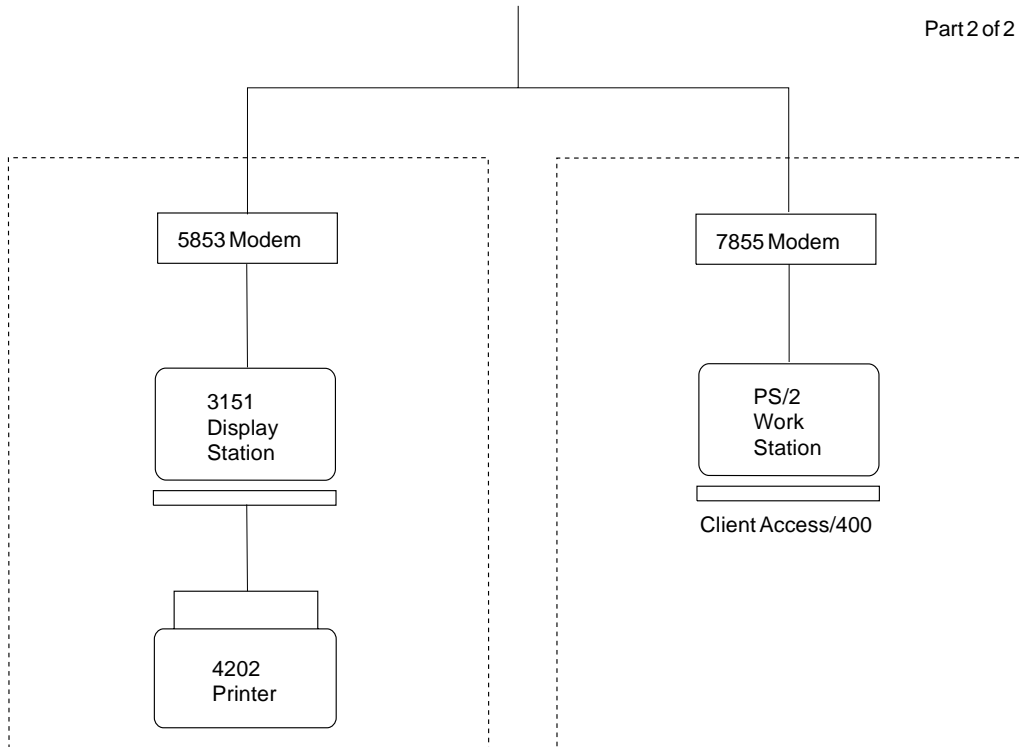 Part 2 of 2
5853 Modem
7855 Modem
3151
Display
Station
PS/2
Work
Station
Client Access/400
4202
Printer